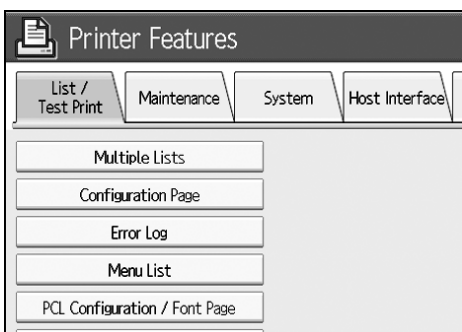 Printer Features
List /
Test Print
Maintenance
System
Host Interface
Multiple Lists
Configuration Page
Error Log
Menu List
PCL Configuration / Font Page